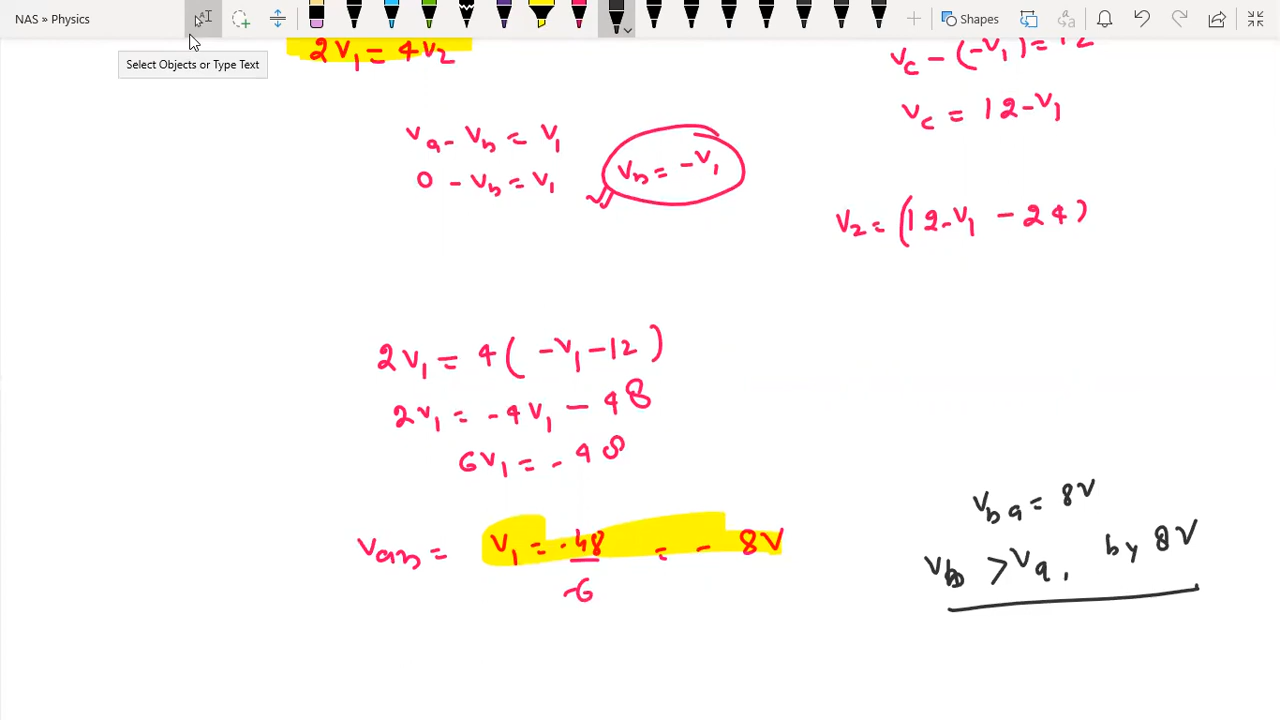 NAS » Physics
Shapes
Select Objects or Type Text
2V₁ = 4V₂
Va - Vb = V₁
0 - Vb = V₁
Vb = -V₁
Vc - (-V₁) = 12
Vc = 12 - V₁
V₂ = (12 - V₁ - 24)
2V₁ = 4(-V₁ - 12)
2V₁ = -4V₁ - 48
6V₁ = -48
Vab = V₁ = -48/-6 = -8V
Vba = 8V
Vb > Va, by 8V